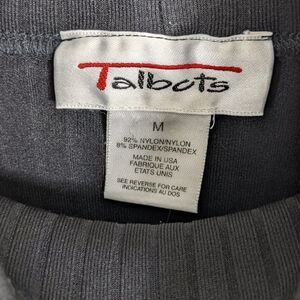 Talbots
M
92% NYLON/NYLON
8% SPANDEX/SPANDEX
MADE IN USA
FABRIQUE AUX
ETATS UNIS
SEE REVERSE FOR CARE
INDICATIONS AU DOS